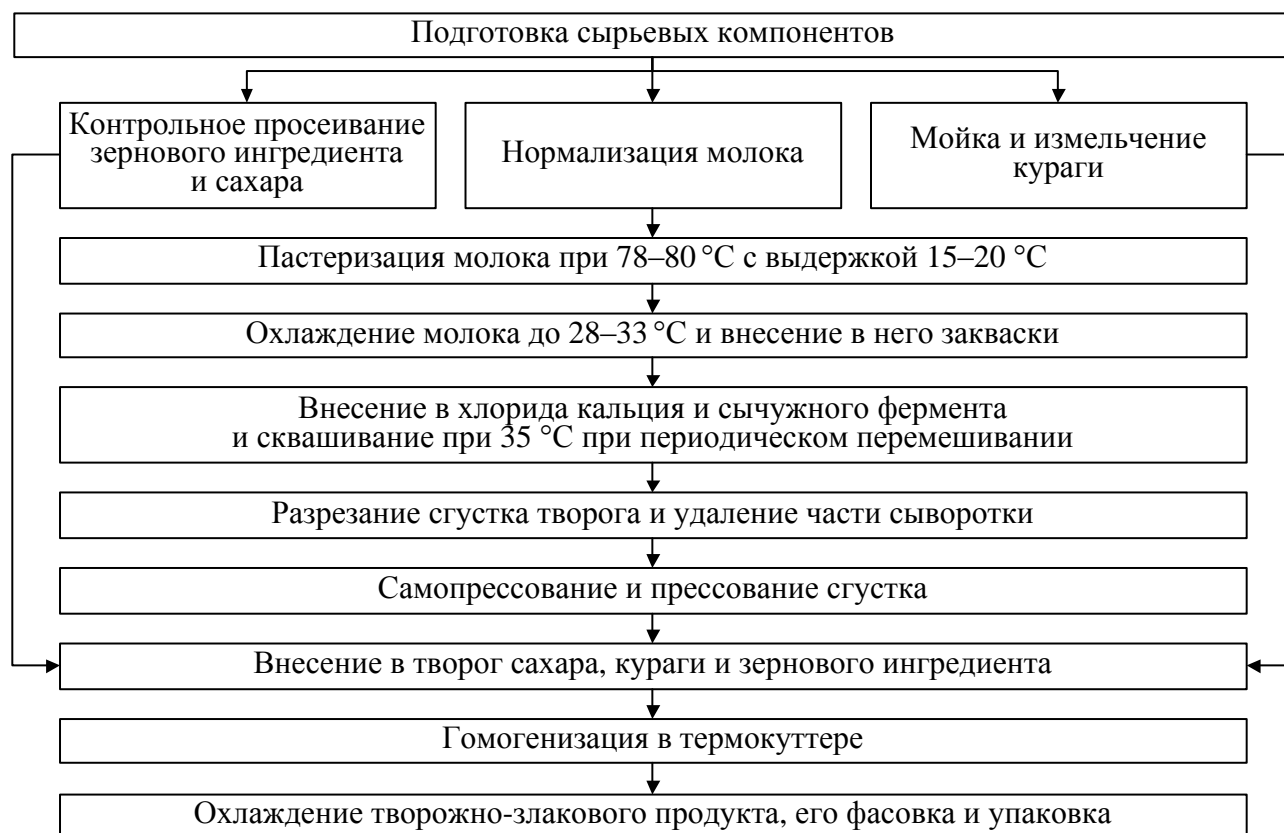 Подготовка сырьевых компонентов
Контрольное просеивание
зернового ингредиента
и сахара
Нормализация молока
Мойка и измельчение
кураги
Пастеризация молока при 78–80 °С с выдержкой 15–20 °С
Охлаждение молока до 28–33 °С и внесение в него закваски
Внесение в хлорида кальция и сычужного фермента
и сквашивание при 35 °С при периодическом перемешивании
Разрезание сгустка творога и удаление части сыворотки
Самопрессование и прессование сгустка
Внесение в творог сахара, кураги и зернового ингредиента
Гомогенизация в термокуттере
Охлаждение творожно-злакового продукта, его фасовка и упаковка